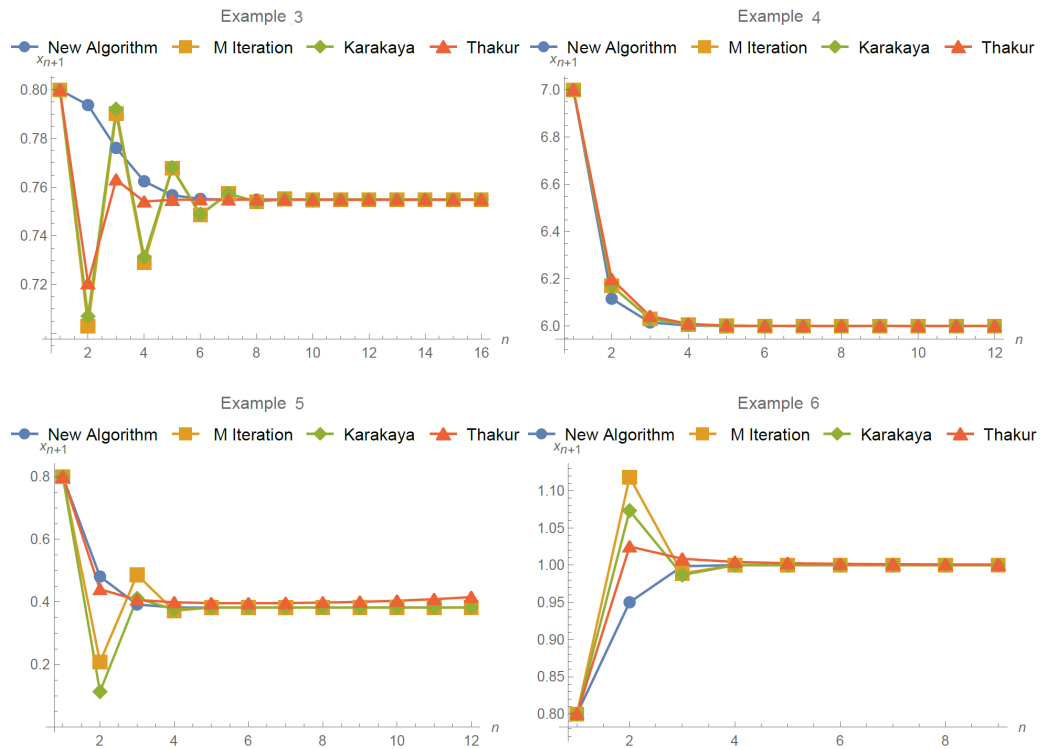 Example 3
New Algorithm M Iteration Karakaya Thakur
xn+1
0.80
0.78
0.76
0.74
0.72
2 4 6 8 10 12 14 16 n
Example 4
New Algorithm M Iteration Karakaya Thakur
xn+1
7.0
6.8
6.6
6.4
6.2
6.0
2 4 6 8 10 12 n
Example 5
New Algorithm M Iteration Karakaya Thakur
xn+1
0.8
0.6
0.4
0.2
2 4 6 8 10 12 n
Example 6
New Algorithm M Iteration Karakaya Thakur
xn+1
1.10
1.05
1.00
0.95
0.90
0.85
0.80
2 4 6 8 n